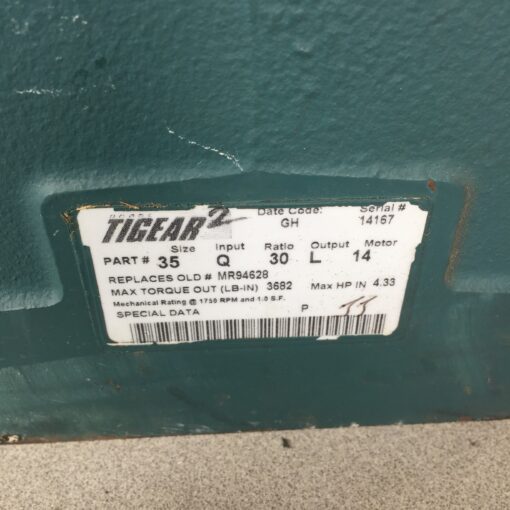 TIGEAR 2 Date Code: Serial #
GH 14167
Size Input Ratio Output Motor
PART # 35 Q 30 L 14
REPLACES OLD # MR94628
MAX TORQUE OUT (LB-IN) 3682 Max HP IN 4.33
Mechanical Rating @ 1750 RPM and 1.0 S.F.
SPECIAL DATA P